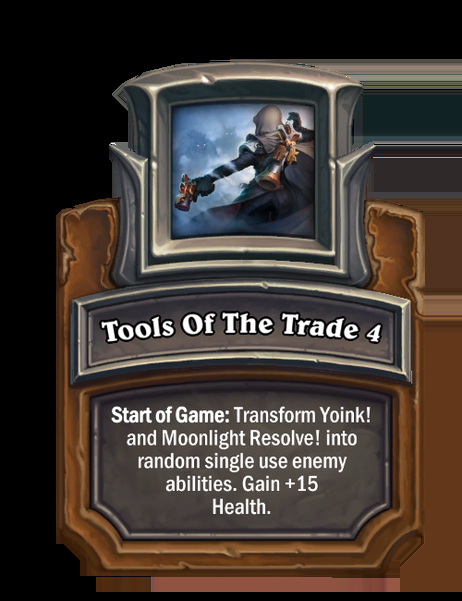 Tools Of The Trade 4
Start of Game: Transform Yoink!
and Moonlight Resolve! into
random single use enemy
abilities. Gain +15
Health.